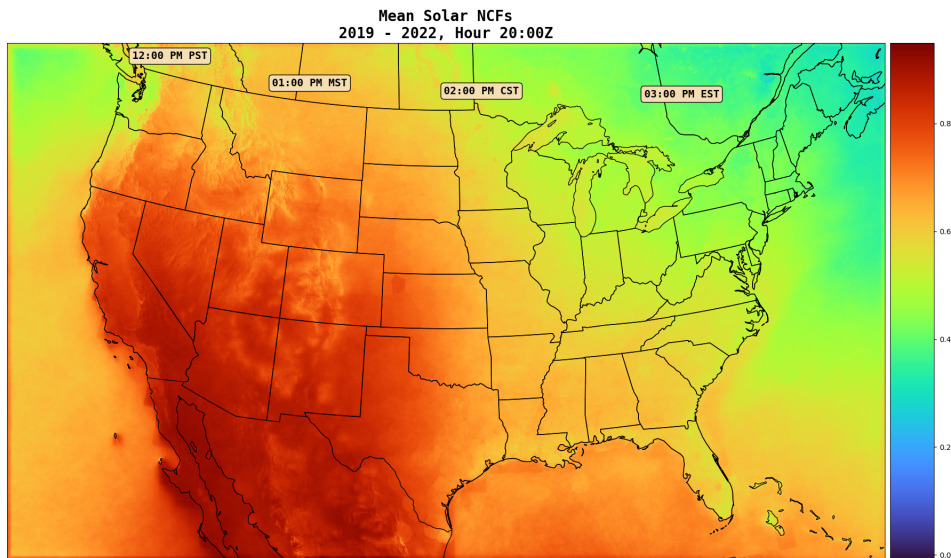 Mean Solar NCFs
2019 - 2022, Hour 20:00Z
12:00 PM PST
01:00 PM MST
02:00 PM CST
03:00 PM EST
0.8
0.6
0.4
0.2
0.0